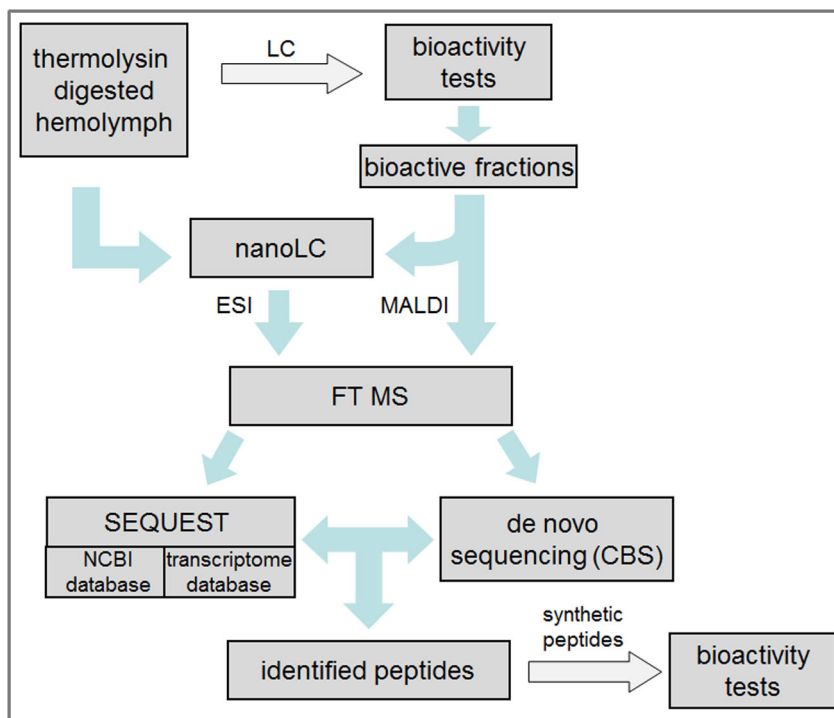 thermolysin
digested
hemolymph
LC
bioactivity
tests
bioactive fractions
nanoLC
ESI
MALDI
FT MS
SEQUEST
NCBI
database
transcriptome
database
de novo
sequencing (CBS)
identified peptides
synthetic
peptides
bioactivity
tests